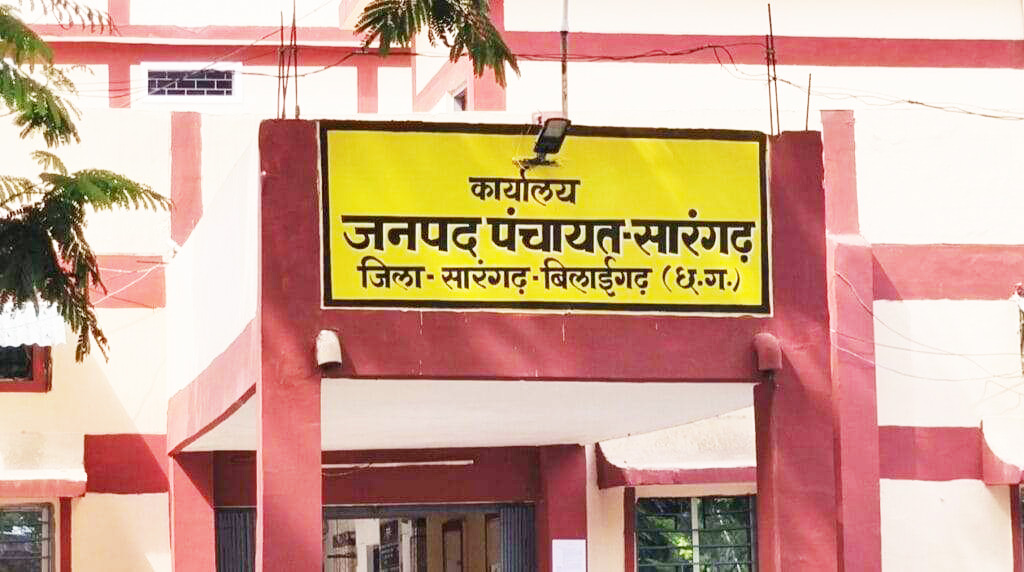 कार्यालय
जनपद पंचायत-सारंगढ़
जिला - सारंगढ़ - बिलाईगढ़ (छ.ग.)